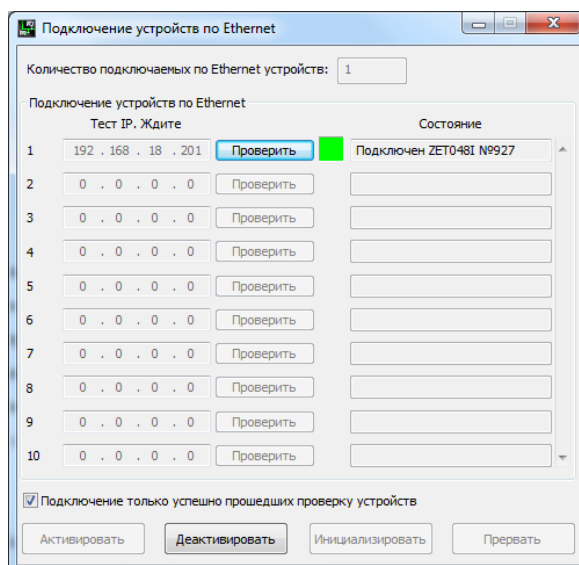 Подключение устройств по Ethernet
Количество подключаемых по Ethernet устройств: 1
Подключение устройств по Ethernet
Тест IP. Ждите Состояние
1 192 . 168 . 18 . 201 Проверить Подключен ZET048I N9927
2 0 . 0 . 0 . 0 Проверить
3 0 . 0 . 0 . 0 Проверить
4 0 . 0 . 0 . 0 Проверить
5 0 . 0 . 0 . 0 Проверить
6 0 . 0 . 0 . 0 Проверить
7 0 . 0 . 0 . 0 Проверить
8 0 . 0 . 0 . 0 Проверить
9 0 . 0 . 0 . 0 Проверить
10 0 . 0 . 0 . 0 Проверить
Подключение только успешно прошедших проверку устройств
Активировать Деактивировать Инициализировать Прервать